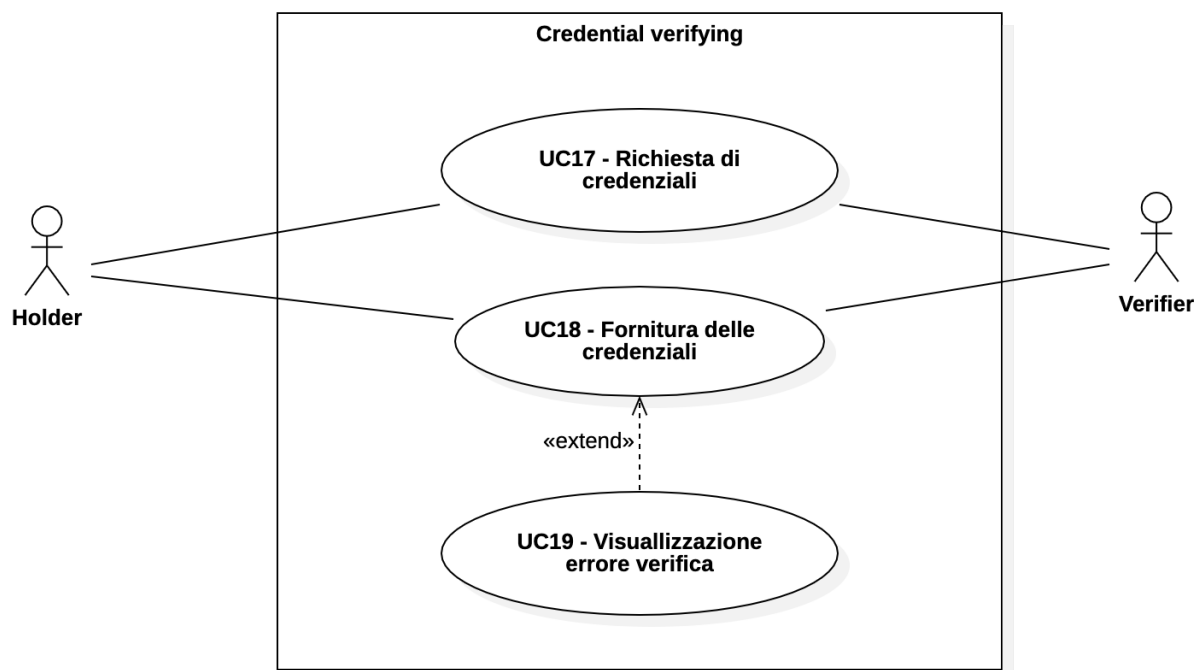 Credential verifying
UC17 - Richiesta di
credenziali
Holder
Verifier
UC18 - Fornitura delle
credenziali
«extend»
UC19 - Visuallizzazione
errore verifica